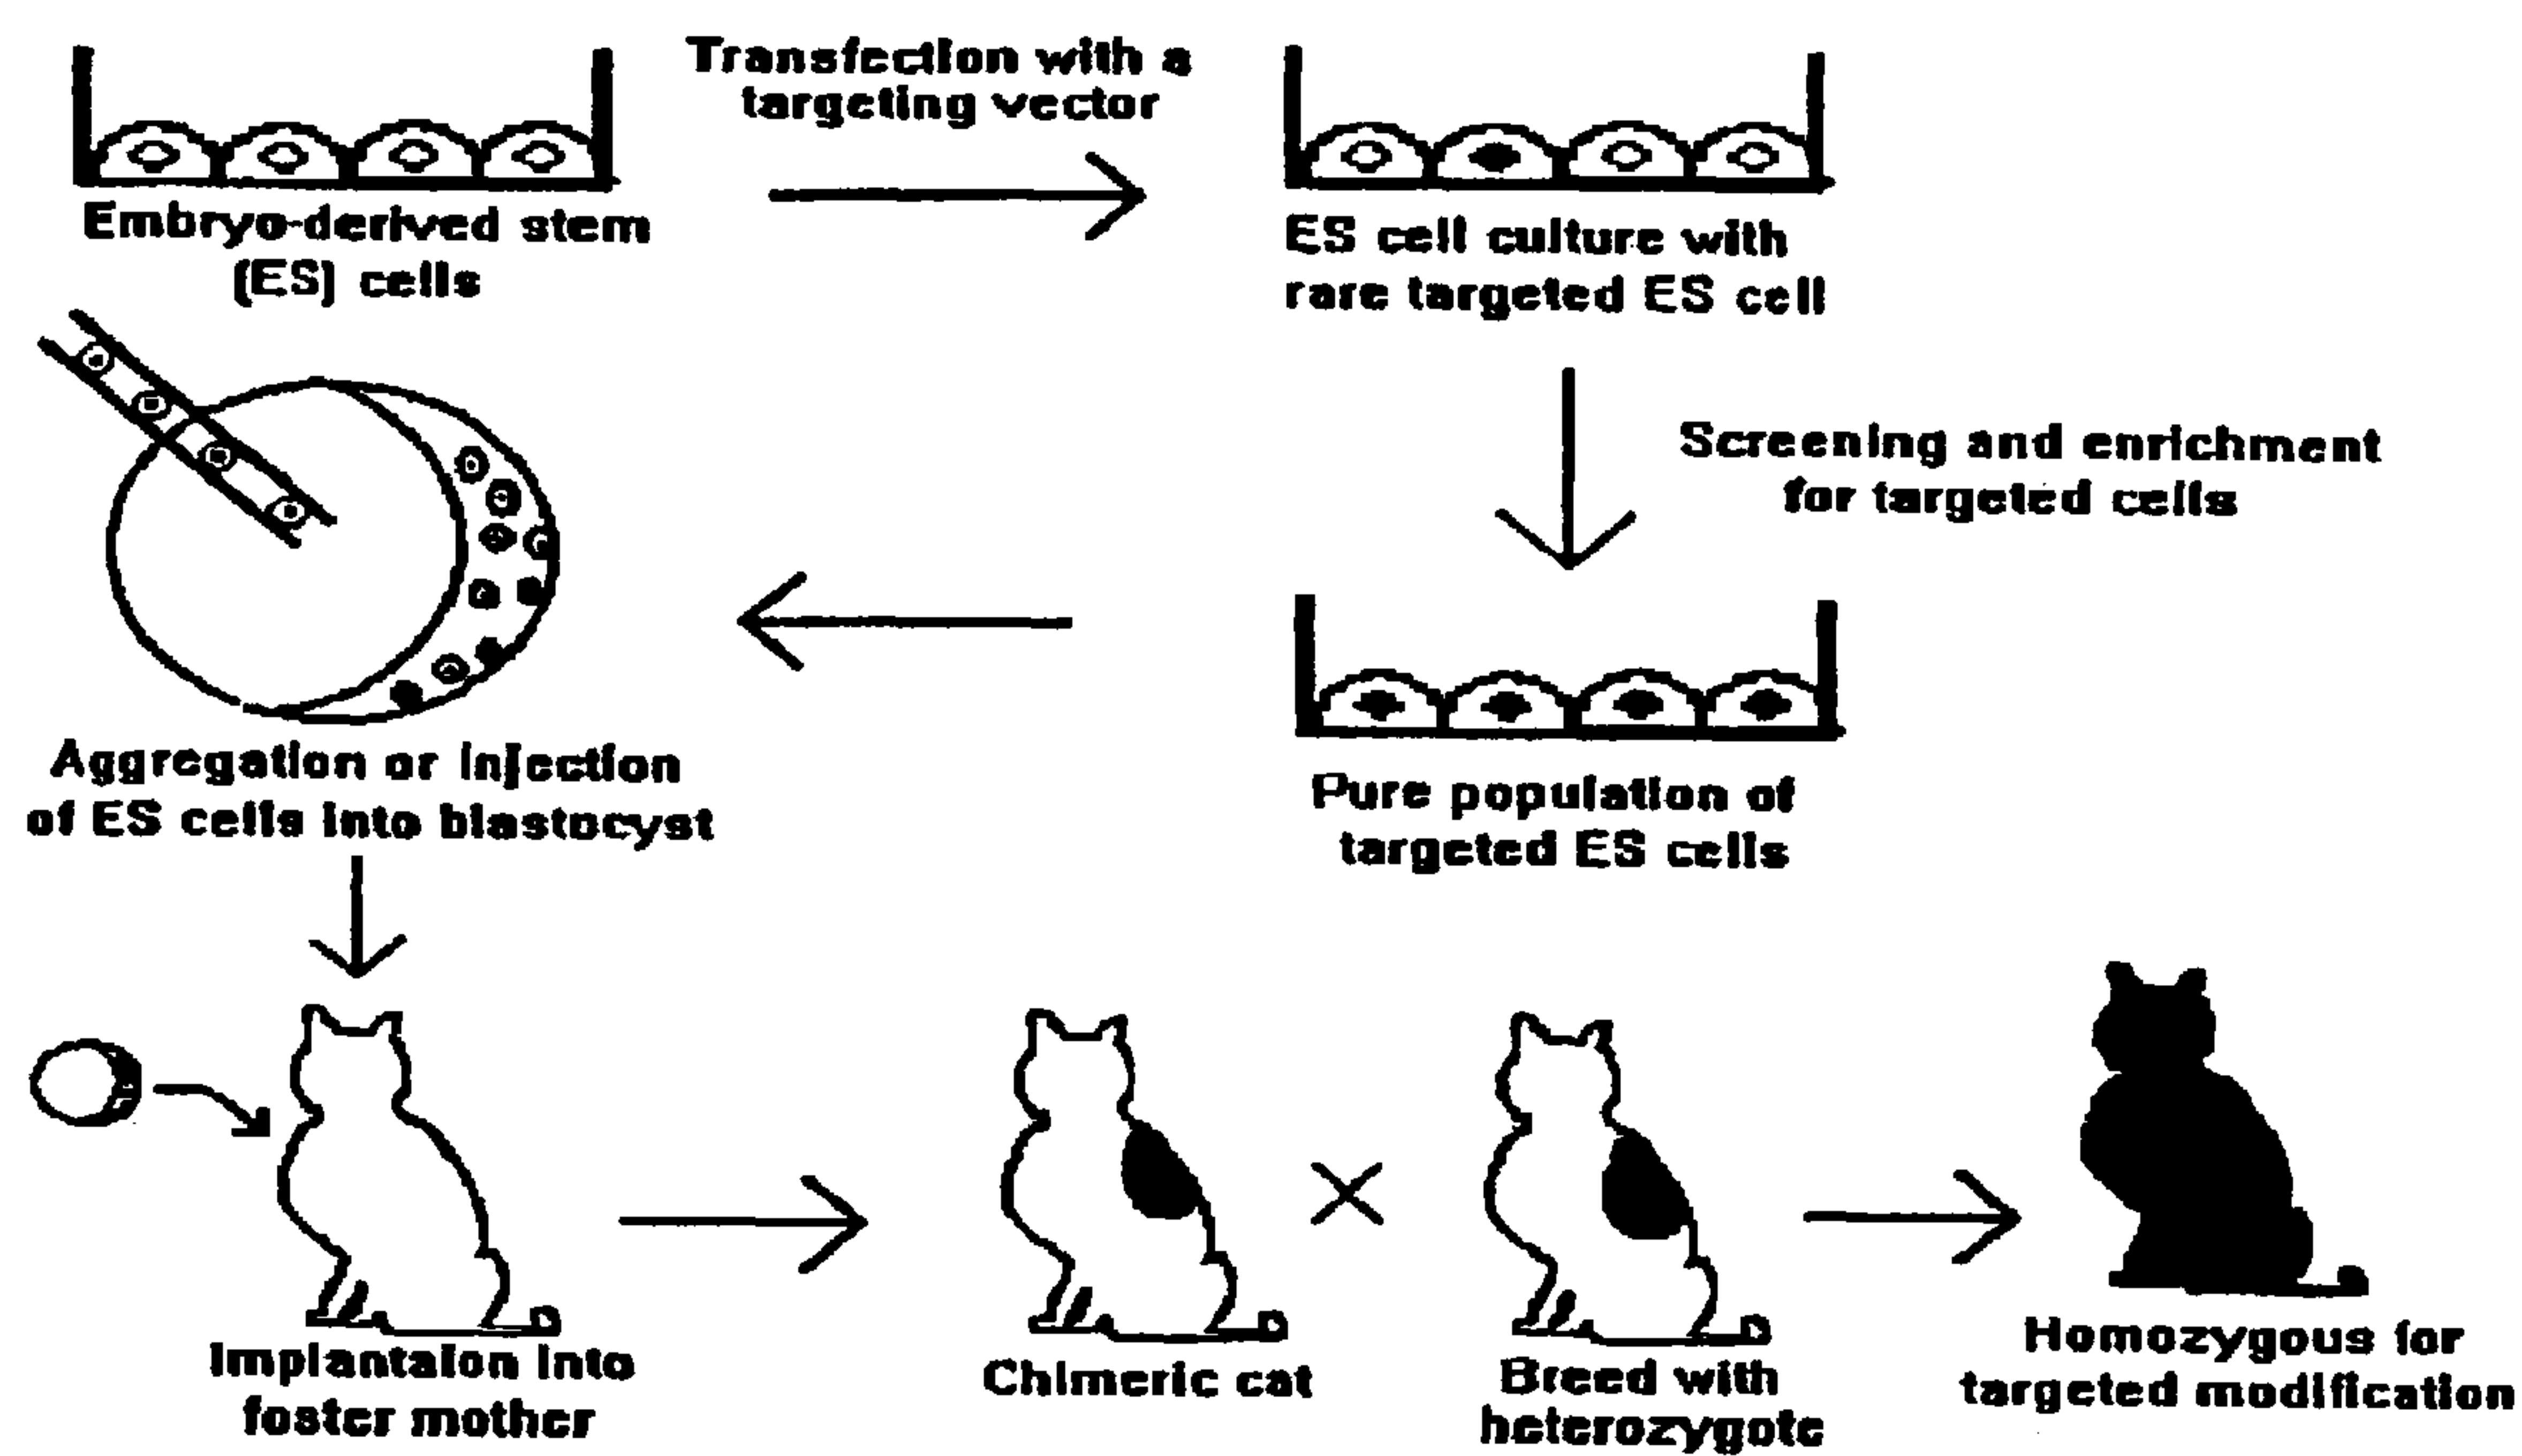 Embryo-derived stem
(ES) cells
Transfection with a
targeting vector
ES cell culture with
rare targeted ES cell
Screening and enrichment
for targeted cells
Pure population of
targeted ES cells
Aggregation or injection
of ES cells into blastocyst
Implantaion into
foster mother
Chimeric cat
Breed with
heterozygote
Homozygous for
targeted modification